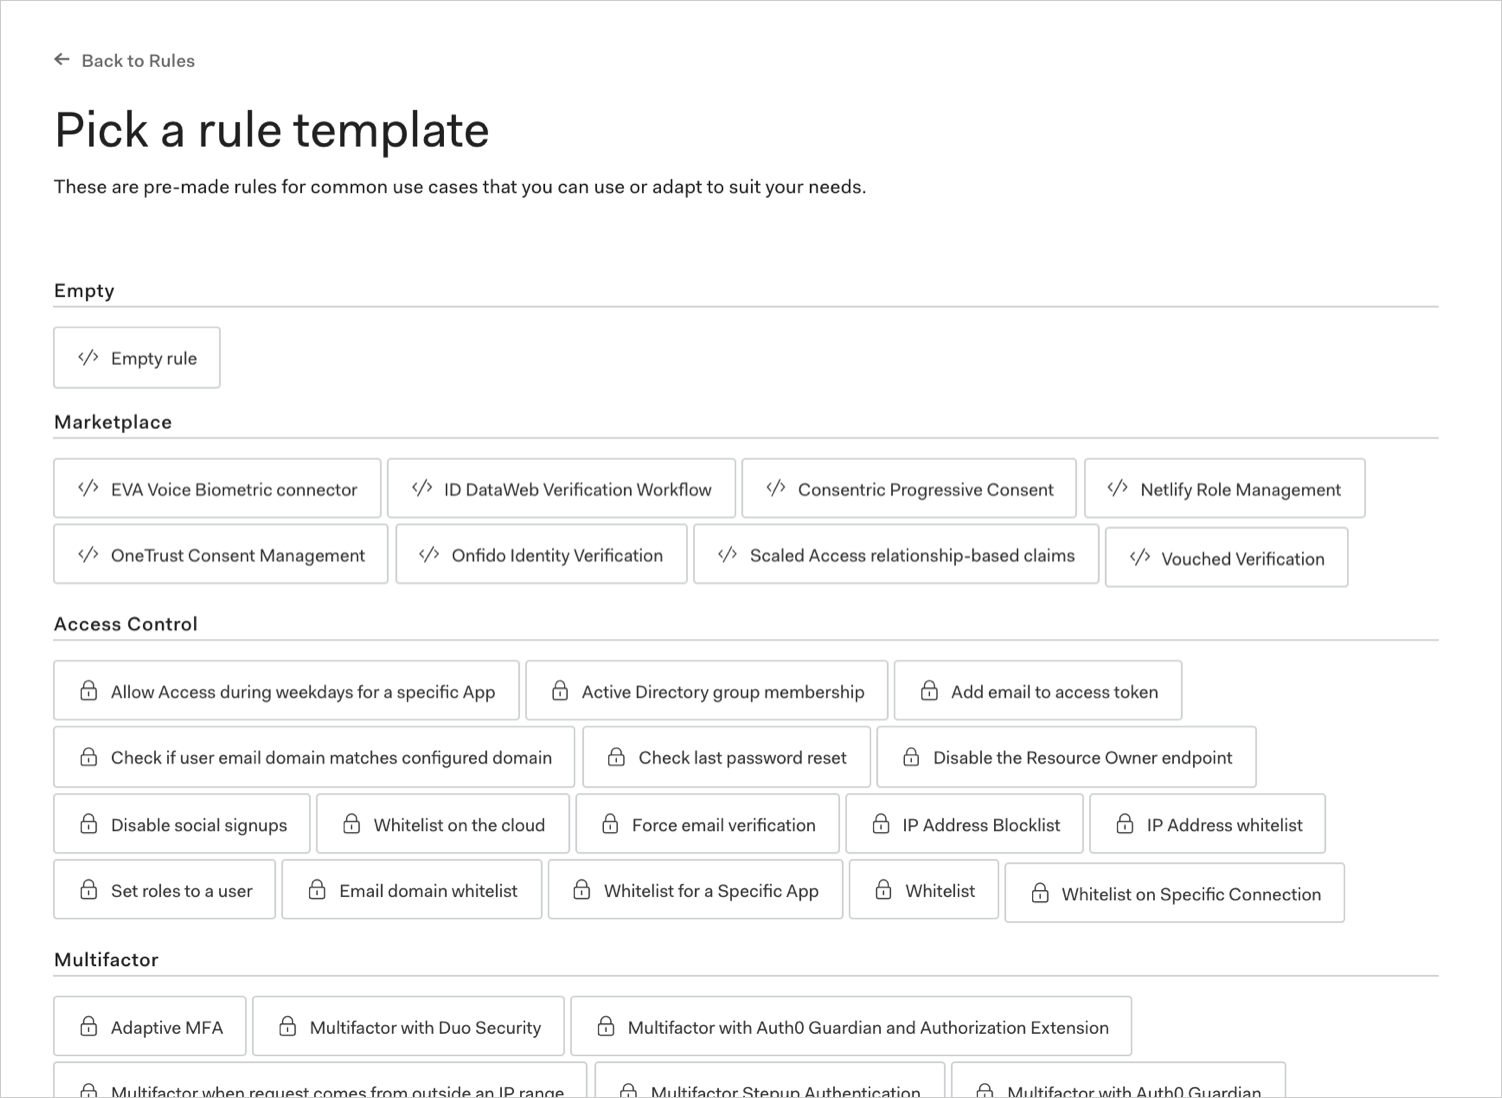 Back to Rules
Pick a rule template
These are pre-made rules for common use cases that you can use or adapt to suit your needs.
Empty
Empty rule
Marketplace
EVA Voice Biometric connector
ID DataWeb Verification Workflow
Consentric Progressive Consent
Netlify Role Management
OneTrust Consent Management
Onfido Identity Verification
Scaled Access relationship-based claims
Vouched Verification
Access Control
Allow Access during weekdays for a specific App
Active Directory group membership
Add email to access token
Check if user email domain matches configured domain
Check last password reset
Disable the Resource Owner endpoint
Disable social signups
Whitelist on the cloud
Force email verification
IP Address Blocklist
IP Address whitelist
Set roles to a user
Email domain whitelist
Whitelist for a Specific App
Whitelist
Whitelist on Specific Connection
Multifactor
Adaptive MFA
Multifactor with Duo Security
Multifactor with Auth0 Guardian and Authorization Extension
Multifactor when request comes from outside an IP range
Multifactor Stepup Authentication
Multifactor with Auth0 Guardian